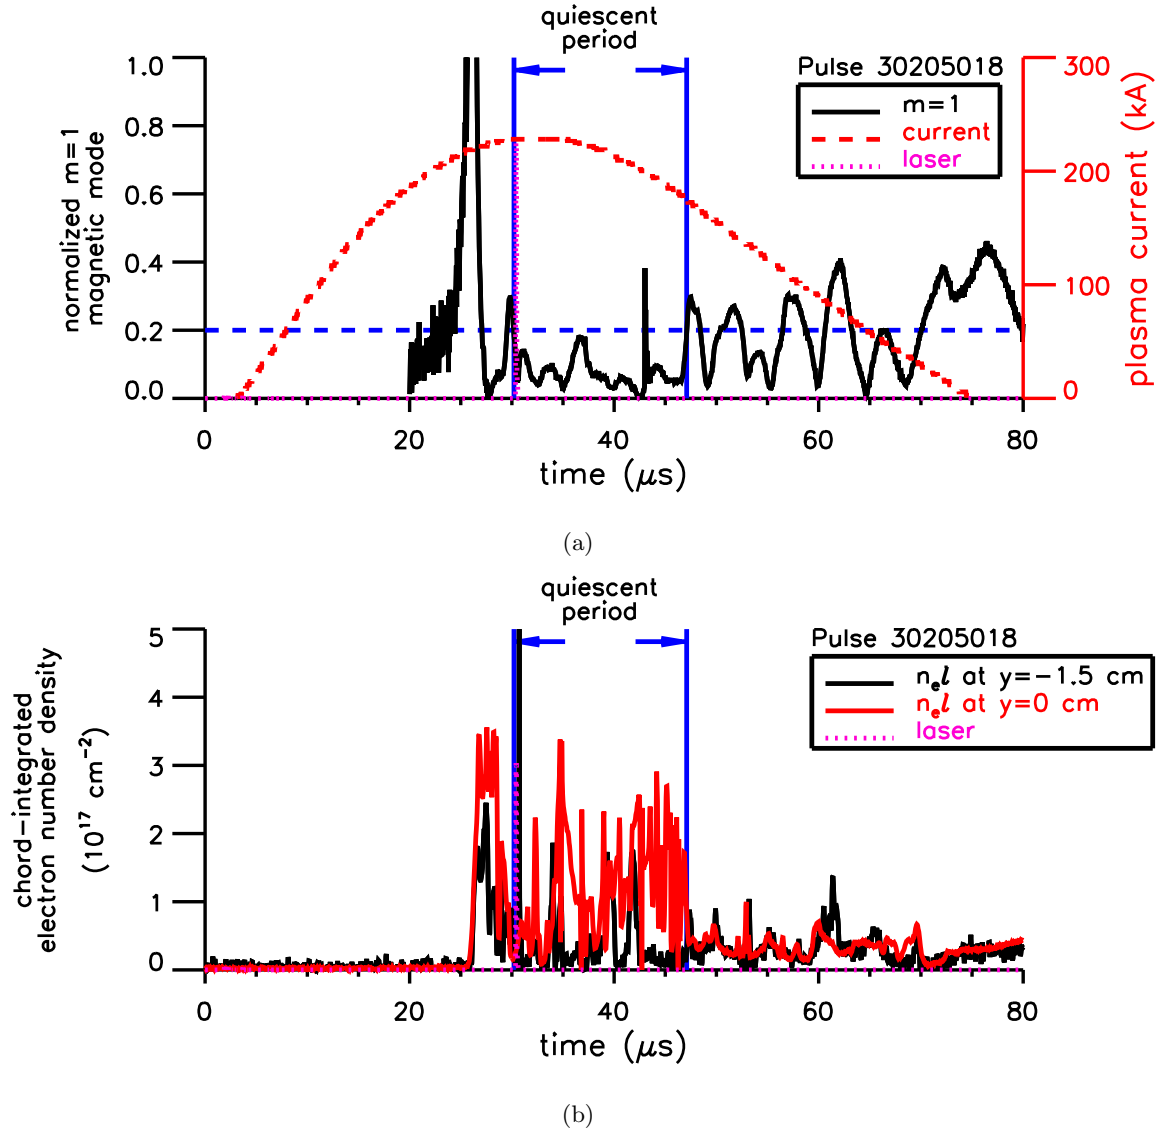 quiescent
period
Pulse 30205018
m=1
current
laser
normalized m=1
magnetic mode
1.0
0.8
0.6
0.4
0.2
0.0
300
200
100
0
plasma current (kA)
0 20 40 60 80
time (μs)
(a)
quiescent
period
Pulse 30205018
nₑl at y=−1.5 cm
nₑl at y=0 cm
laser
chord−integrated
electron number density
(10¹⁷ cm⁻²)
5
4
3
2
1
0
0 20 40 60 80
time (μs)
(b)